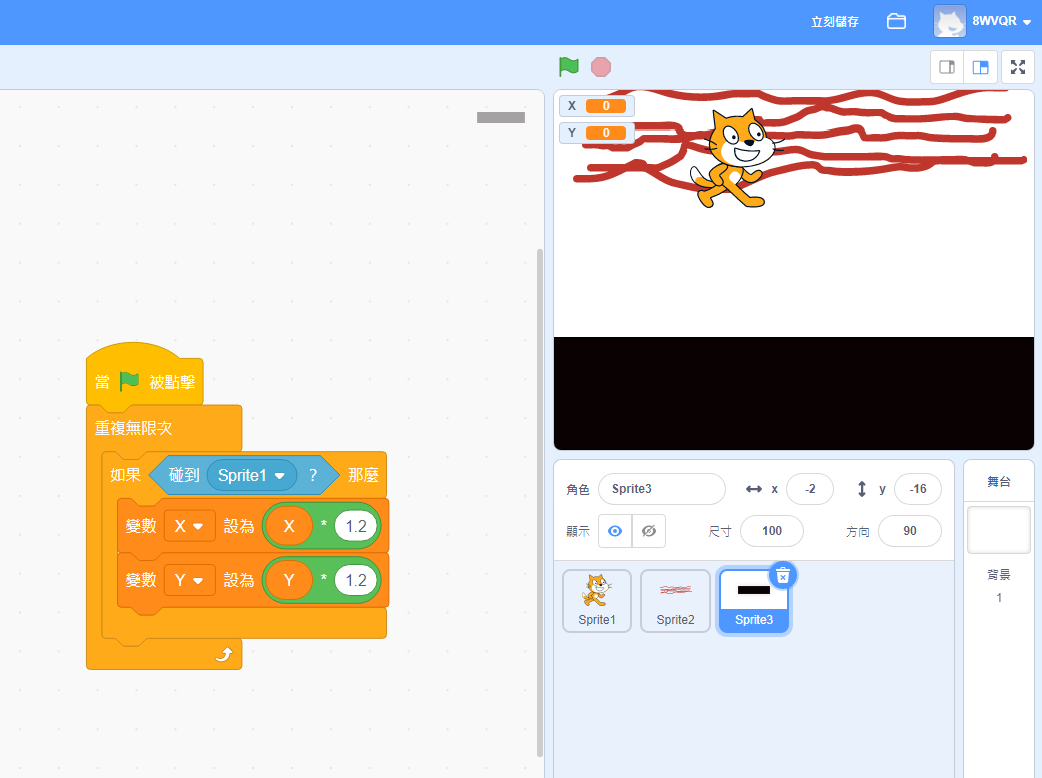 立刻儲存
8WVQR
X 0
Y 0
當 被點擊
重複無限次
如果 碰到 Sprite1 ? 那麼
變數 X 設為 X * 1.2
變數 Y 設為 Y * 1.2
角色 Sprite3 x -2 y -16
顯示 尺寸 100 方向 90
Sprite1
Sprite2
Sprite3
舞台
背景
1